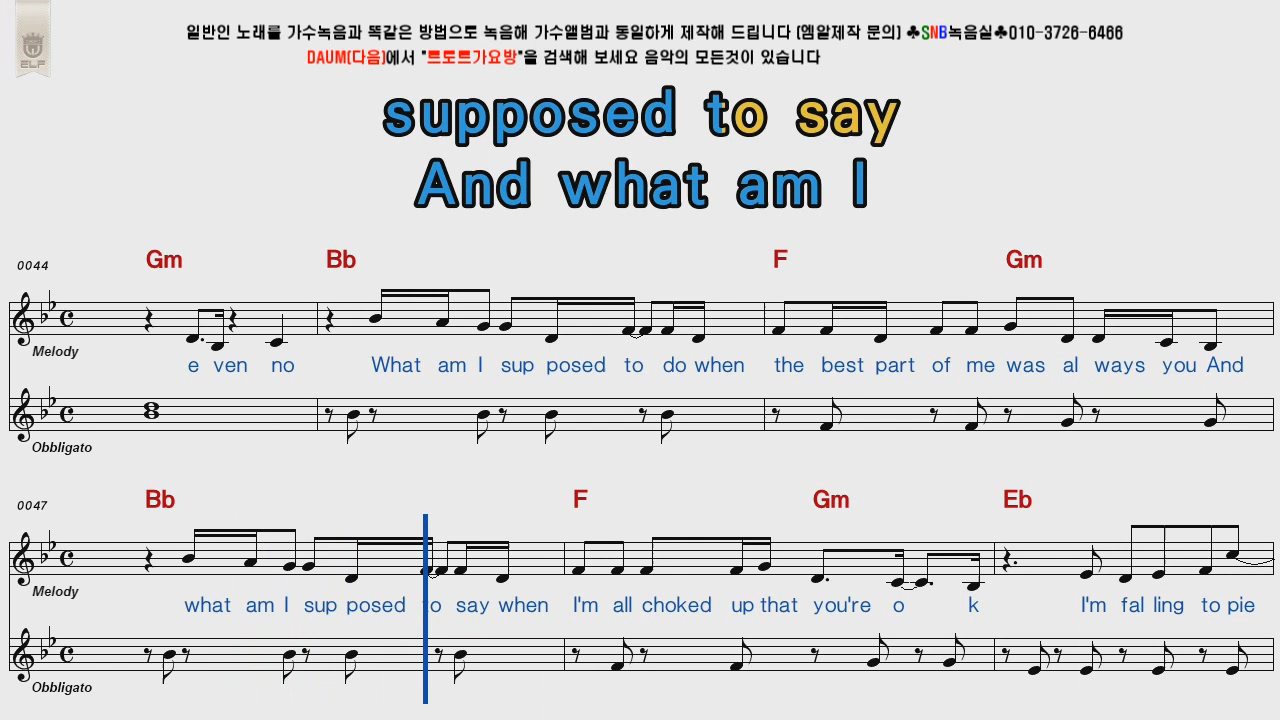 일반인 노래를 가수녹음과 똑같은 방법으로 녹음해 가수앨범과 동일하게 제작해 드립니다 (엠알제작 문의) ♣SNB녹음실♣010-3726-6466
DAUM(다음)에서 "트로트가요방"을 검색해 보세요 음악의 모든것이 있습니다
ELF
supposed to say
And what am I
0044 Gm Bb F Gm
Melody
e ven no What am I sup posed to do when the best part of me was al ways you And
Obbligato
0047 Bb F Gm Eb
Melody
what am I sup posed to say when I'm all choked up that you're o k I'm fal ling to pie
Obbligato